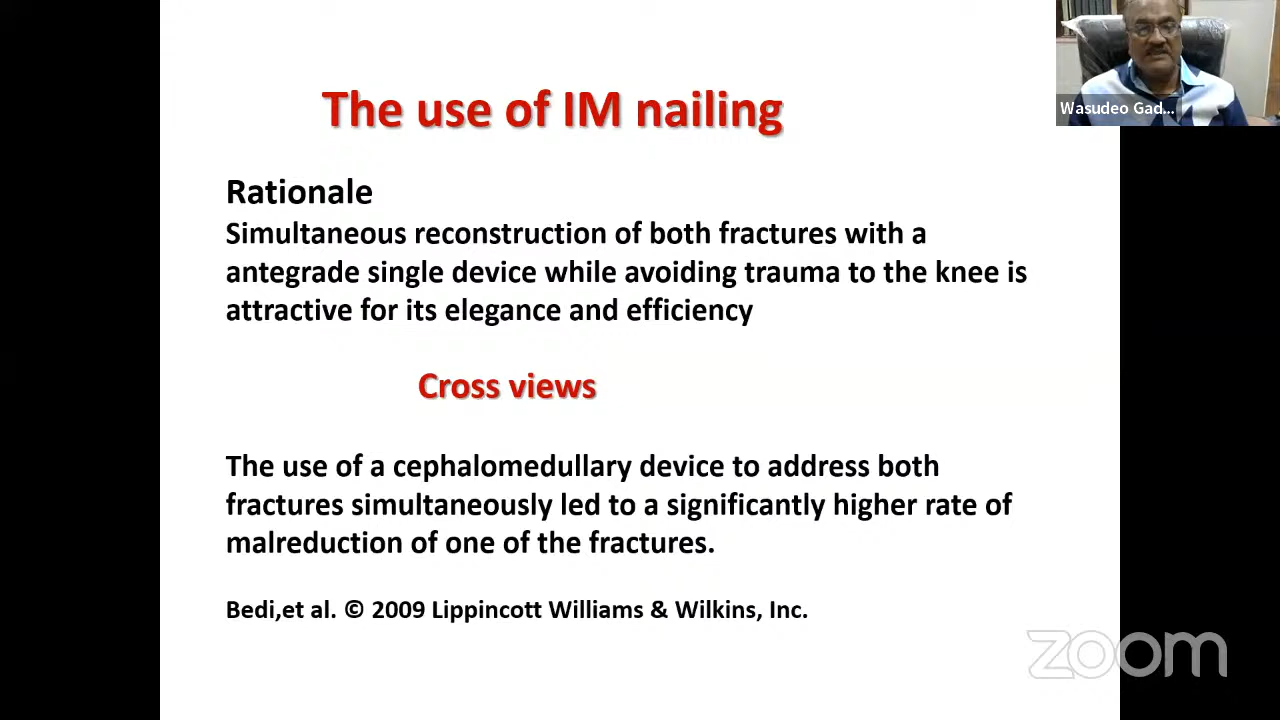 The use of IM nailing
Wasudeo Gad...
Rationale
Simultaneous reconstruction of both fractures with a
antegrade single device while avoiding trauma to the knee is
attractive for its elegance and efficiency
Cross views
The use of a cephalomedullary device to address both
fractures simultaneously led to a significantly higher rate of
malreduction of one of the fractures.
Bedi,et al. © 2009 Lippincott Williams & Wilkins, Inc.
zoom